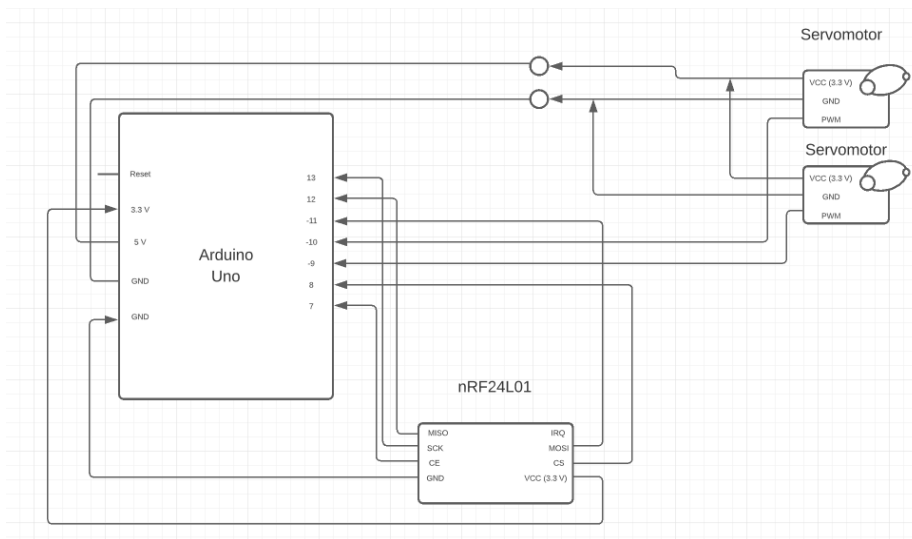 Servomotor
VCC (3.3 V)
GND
PWM
Servomotor
VCC (3.3 V)
GND
PWM
Reset
3.3 V
5 V
GND
GND
Arduino
Uno
13
12
-11
-10
-9
8
7
nRF24L01
MISO
SCK
CE
GND
IRQ
MOSI
CS
VCC (3.3 V)